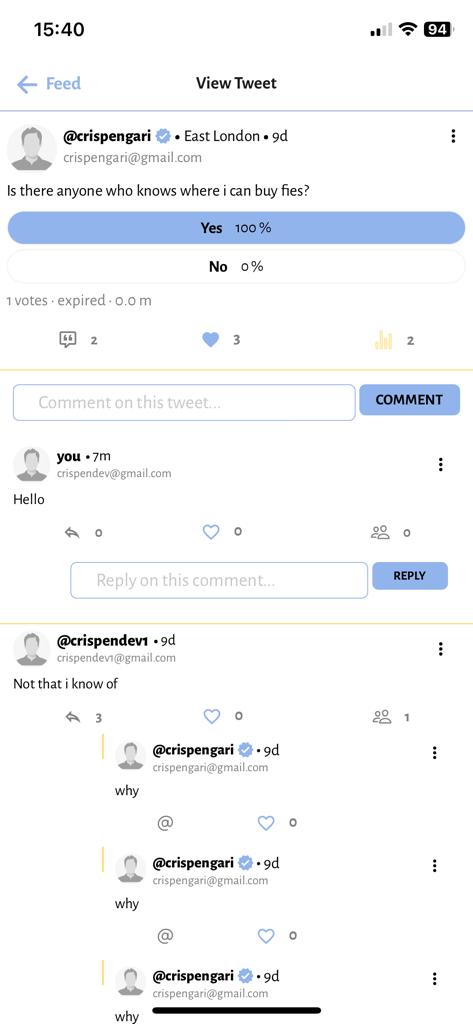 15:40
94
Feed
View Tweet
@crispengari • East London • 9d
crispengari@gmail.com
Is there anyone who knows where i can buy fies?
Yes 100 %
No 0 %
1 votes · expired · 0.0 m
2 3 2
Comment on this tweet...
COMMENT
you • 7m
crispendev@gmail.com
Hello
0 0 0
Reply on this comment...
REPLY
@crispendev1 • 9d
crispendev1@gmail.com
Not that i know of
3 0 1
@crispengari • 9d
crispengari@gmail.com
why
@ 0
@crispengari • 9d
crispengari@gmail.com
why
@ 0
@crispengari • 9d
crispengari@gmail.com
why